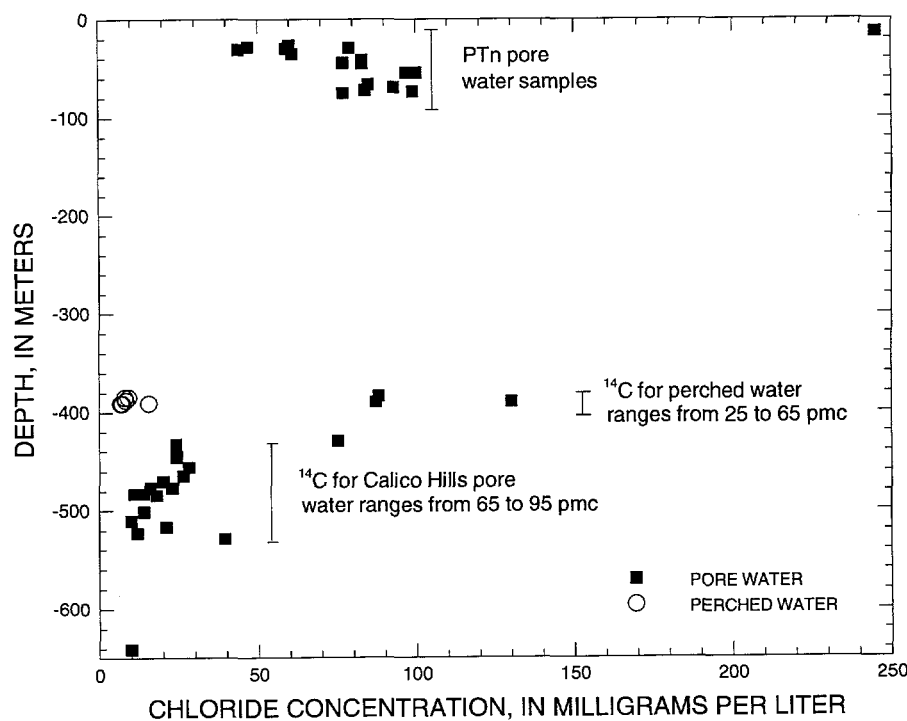 0
-100
-200
-300
-400
-500
-600
DEPTH, IN METERS
PTn pore
water samples
14C for perched water
ranges from 25 to 65 pmc
14C for Calico Hills pore
water ranges from 65 to 95 pmc
PORE WATER
PERCHED WATER
0 50 100 150 200 250
CHLORIDE CONCENTRATION, IN MILLIGRAMS PER LITER